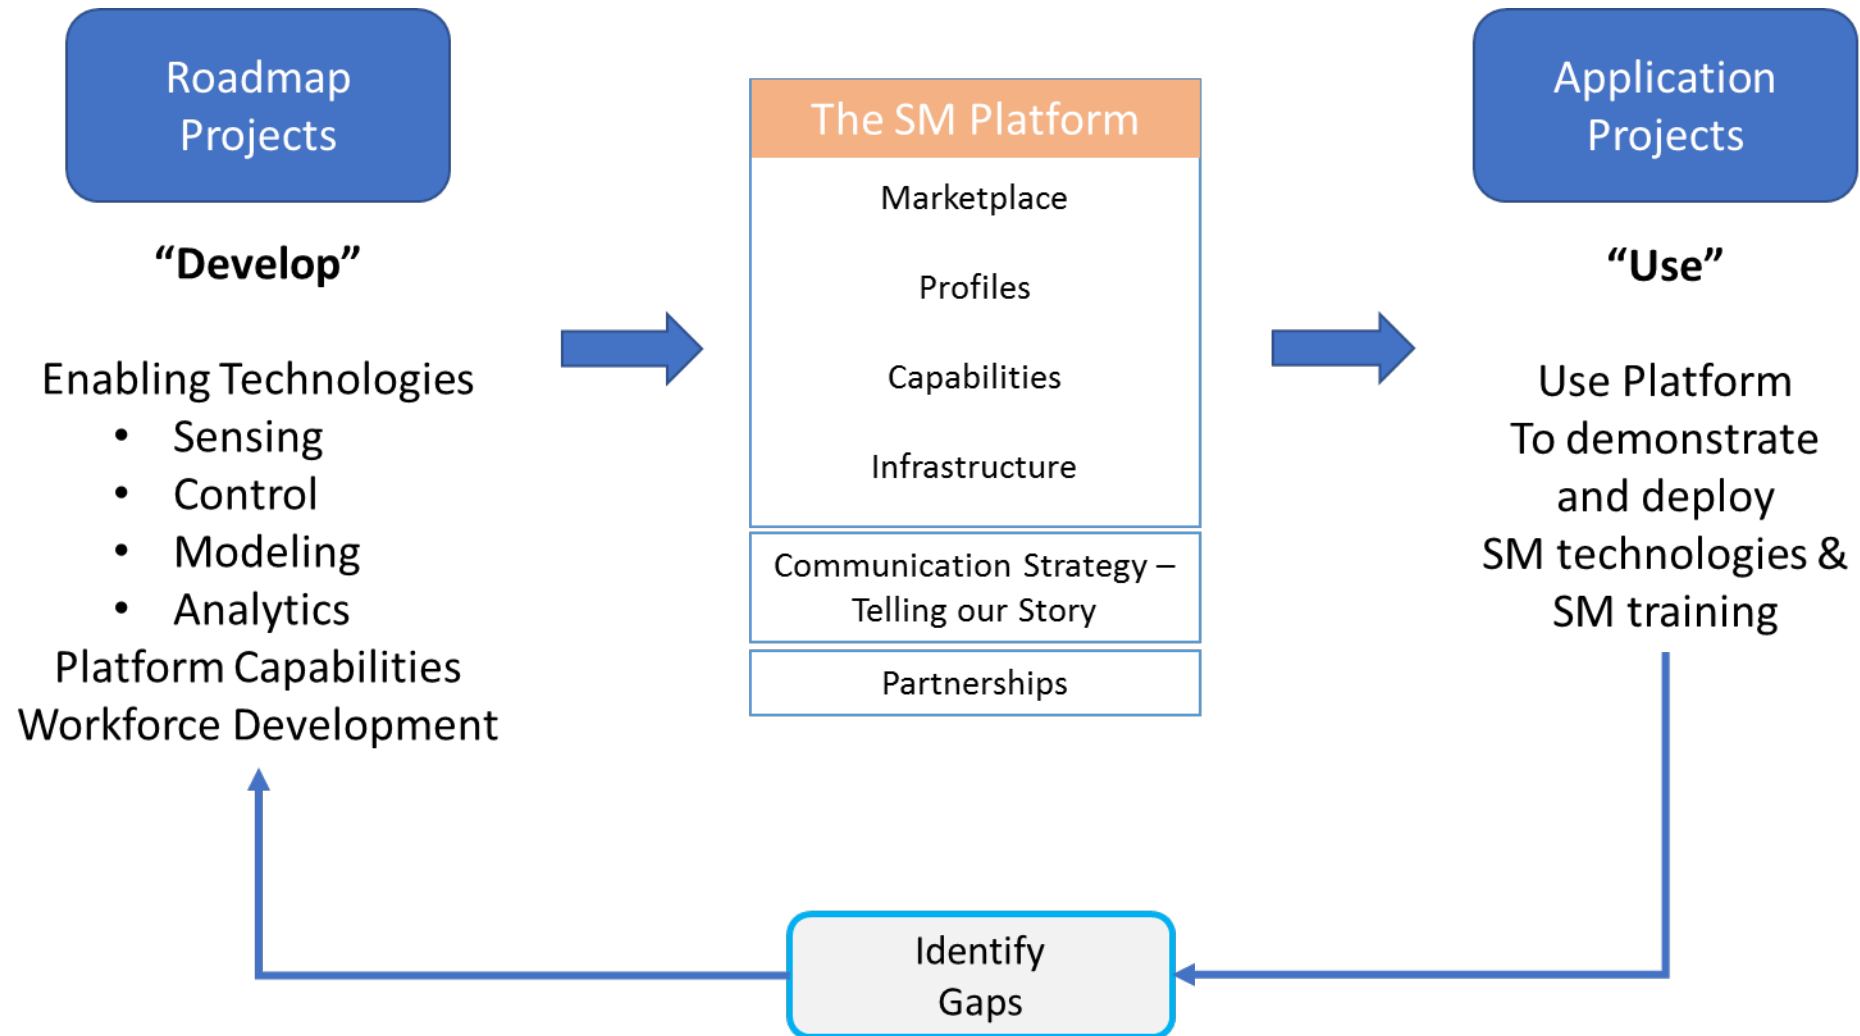 Roadmap
Projects
“Develop”
Enabling Technologies
• Sensing
• Control
• Modeling
• Analytics
Platform Capabilities
Workforce Development
The SM Platform
Marketplace
Profiles
Capabilities
Infrastructure
Communication Strategy –
Telling our Story
Partnerships
Application
Projects
“Use”
Use Platform
To demonstrate
and deploy
SM technologies &
SM training
Identify
Gaps